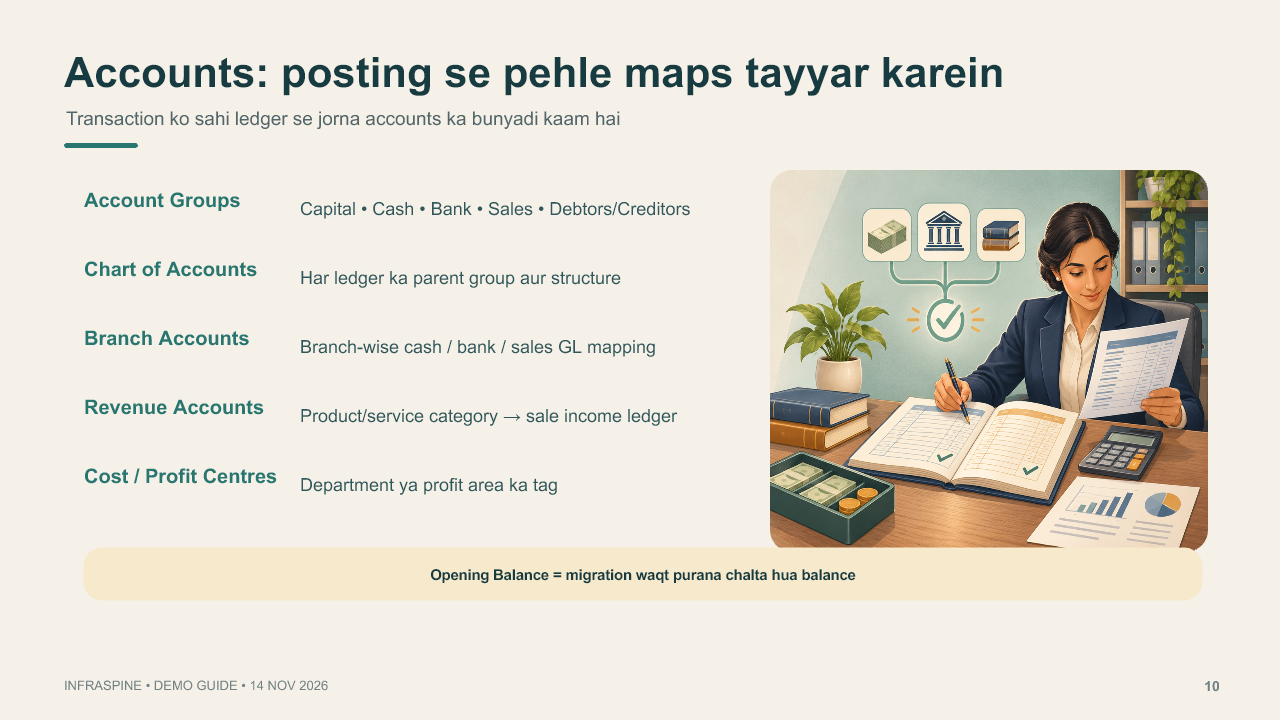 Accounts: posting se pehle maps tayyar karein
Transaction ko sahi ledger se jorna accounts ka bunyadi kaam hai
Account Groups
Capital • Cash • Bank • Sales • Debtors/Creditors
Chart of Accounts
Har ledger ka parent group aur structure
Branch Accounts
Branch-wise cash / bank / sales GL mapping
Revenue Accounts
Product/service category → sale income ledger
Cost / Profit Centres
Department ya profit area ka tag
Opening Balance = migration waqt purana chalta hua balance
INFRASPINE • DEMO GUIDE • 14 NOV 2026
10